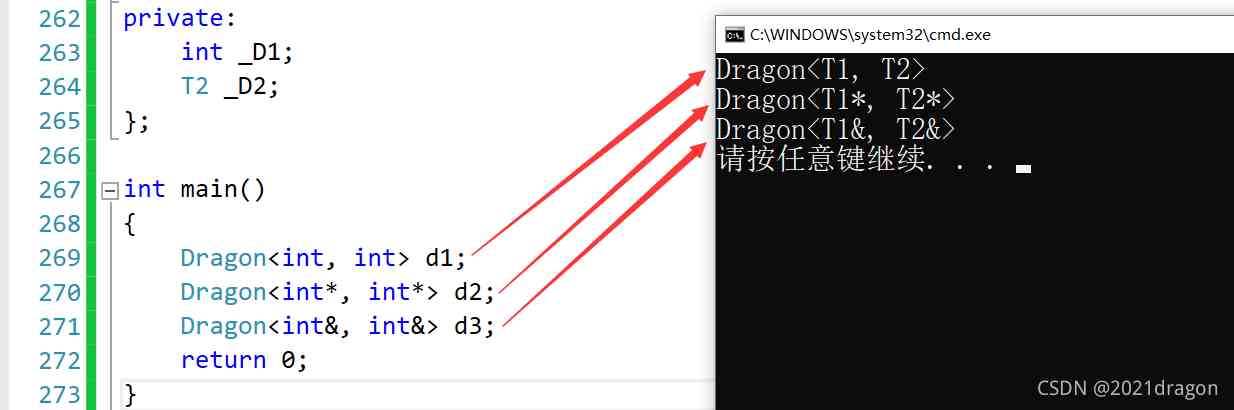 262 private:
263 int _D1;
264 T2 _D2;
265 };
266
267 int main()
268 {
269 Dragon<int, int> d1;
270 Dragon<int*, int*> d2;
271 Dragon<int&, int&> d3;
272 return 0;
273 }
C:\WINDOWS\system32\cmd.exe
Dragon<T1, T2>
Dragon<T1*, T2*>
Dragon<T1&, T2&>
请按任意键继续. . .
CSDN @2021dragon